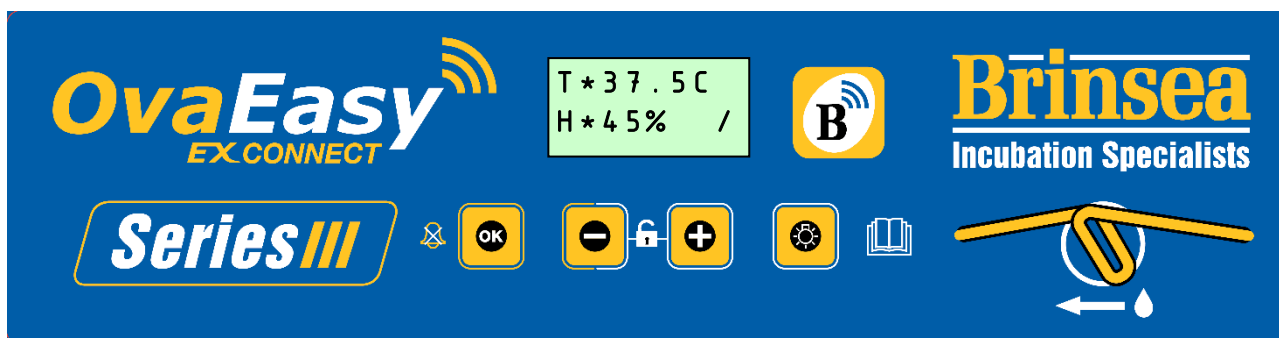 OvaEasy
EX CONNECT
T*37.5C
H*45% /
B
Brinsea
Incubation Specialists
Series III
OK